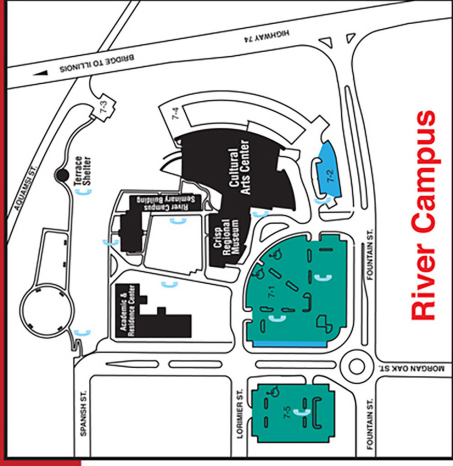 HIGHWAY 74
BRIDGE TO ILLINOIS
7-4
7-3
AQUAMSI ST.
Terrace
Shelter
Cultural
Arts Center
7-2
River Campus
Seminary Building
Crisp
Regional
Museum
FOUNTAIN ST.
River Campus
7-1
Academic &
Residence Center
MORGAN OAK ST.
SPANISH ST.
LORIMIER ST.
7-5
FOUNTAIN ST.